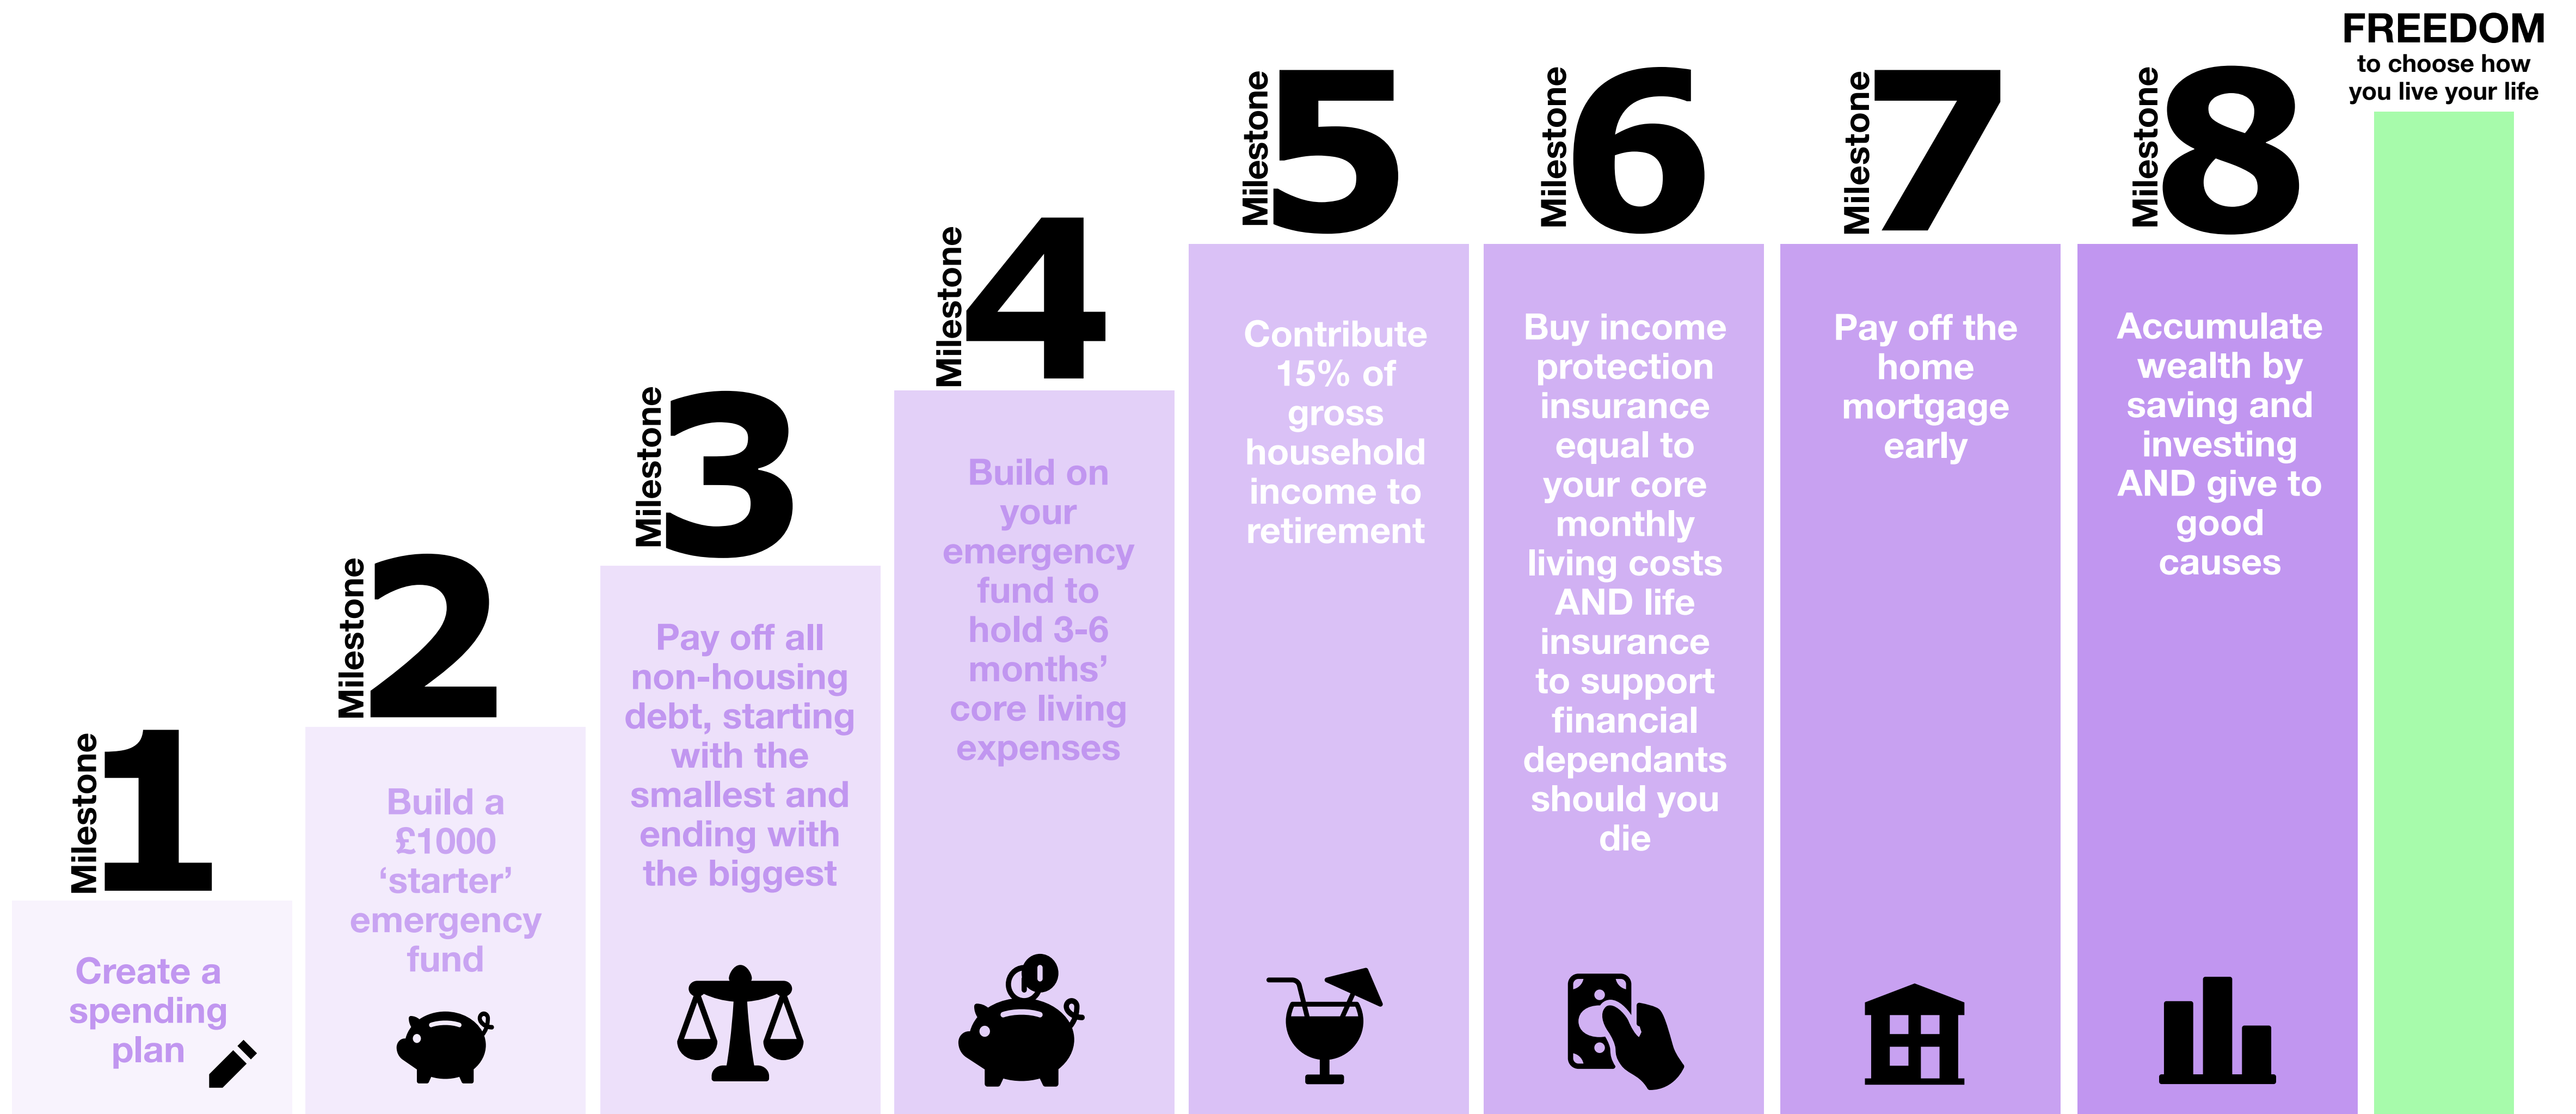 Milestone
1
Create a
spending
plan
Milestone
2
Build a
£1000
‘starter’
emergency
fund
Milestone
3
Pay off all
non-housing
debt, starting
with the
smallest and
ending with
the biggest
Milestone
4
Build on
your
emergency
fund to
hold 3-6
months’
core living
expenses
Milestone
5
Contribute
15% of
gross
household
income to
retirement
Milestone
6
Buy income
protection
insurance
equal to
your core
monthly
living costs
AND life
insurance
to support
financial
dependants
should you
die
Milestone
7
Pay off the
home
mortgage
early
Milestone
8
Accumulate
wealth by
saving and
investing
AND give to
good
causes
FREEDOM
to choose how
you live your life